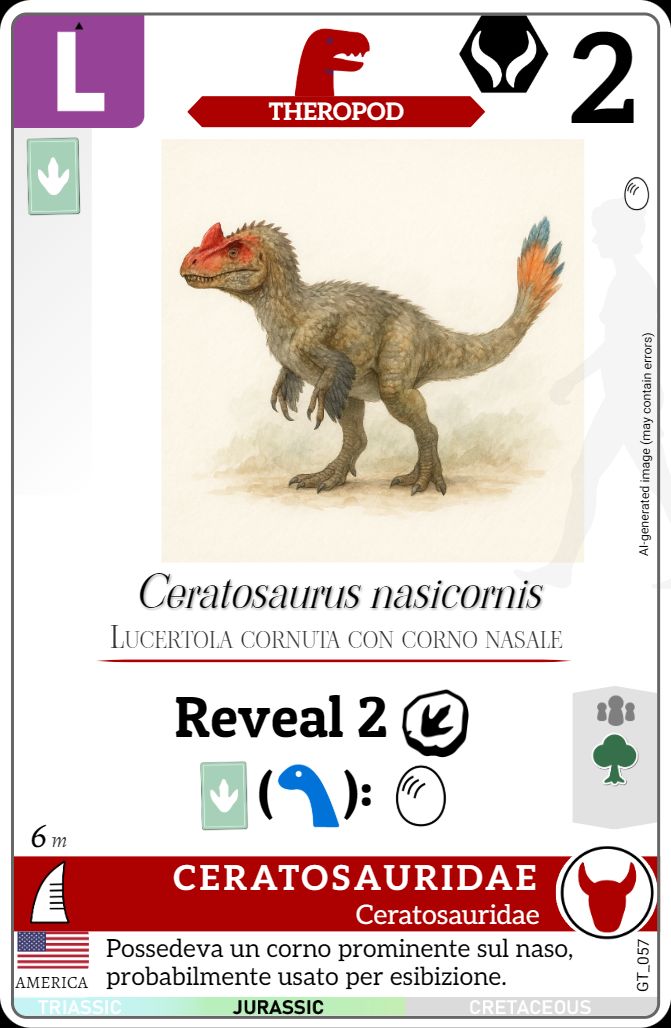 L
THEROPOD
2
AI-generated image (may contain errors)
Ceratosaurus nasicornis
LUCERTOLA CORNUTA CON CORNO NASALE
Reveal 2
( ):
6 m
CERATOSAURIDAE
Ceratosauridae
AMERICA
Possedeva un corno prominente sul naso,
probabilmente usato per esibizione.
GT_057
TRIASSIC JURASSIC CRETACEOUS